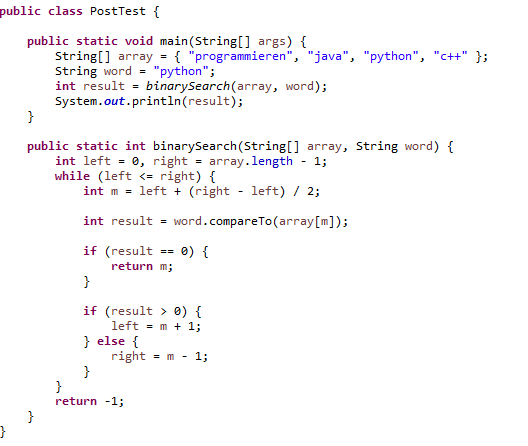 public class PostTest {
public static void main(String[] args) {
String[] array = { "programmieren", "java", "python", "c++" };
String word = "python";
int result = binarySearch(array, word);
System.out.println(result);
}
public static int binarySearch(String[] array, String word) {
int left = 0, right = array.length - 1;
while (left <= right) {
int m = left + (right - left) / 2;
int result = word.compareTo(array[m]);
if (result == 0) {
return m;
}
if (result > 0) {
left = m + 1;
} else {
right = m - 1;
}
}
return -1;
}
}